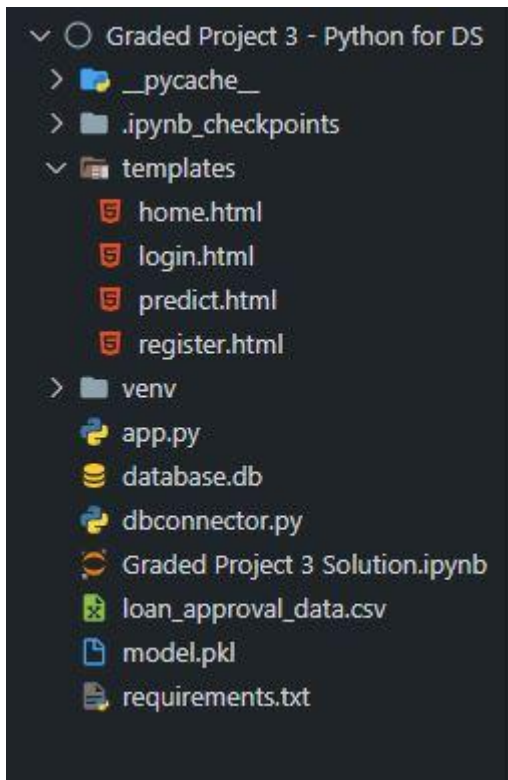 Graded Project 3 - Python for DS
__pycache__
.ipynb_checkpoints
templates
home.html
login.html
predict.html
register.html
venv
app.py
database.db
dbconnector.py
Graded Project 3 Solution.ipynb
loan_approval_data.csv
model.pkl
requirements.txt